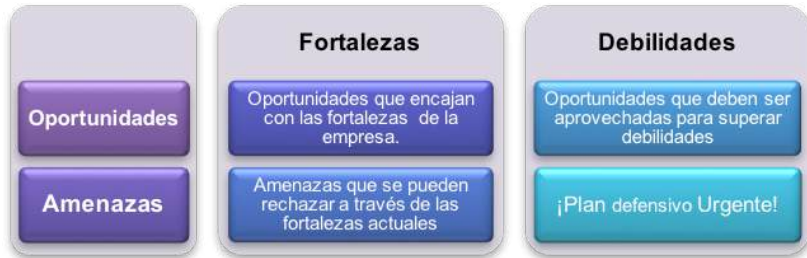 Fortalezas
Debilidades
Oportunidades
Oportunidades que encajan
con las fortalezas de la
empresa.
Oportunidades que deben ser
aprovechadas para superar
debilidades
Amenazas
Amenazas que se pueden
rechazar a través de las
fortalezas actuales
¡Plan defensivo Urgente!